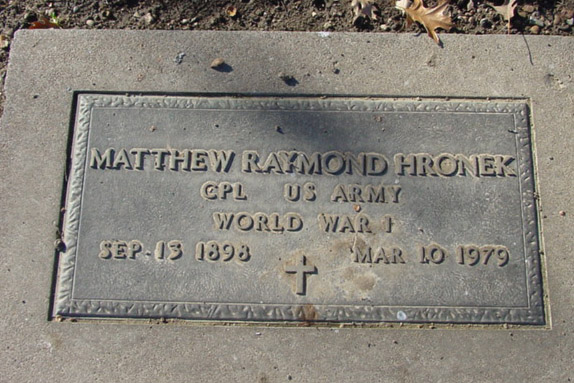 MATTHEW RAYMOND HRONEK
CPL US ARMY
WORLD WAR I
SEP 13 1898 MAR 10 1979